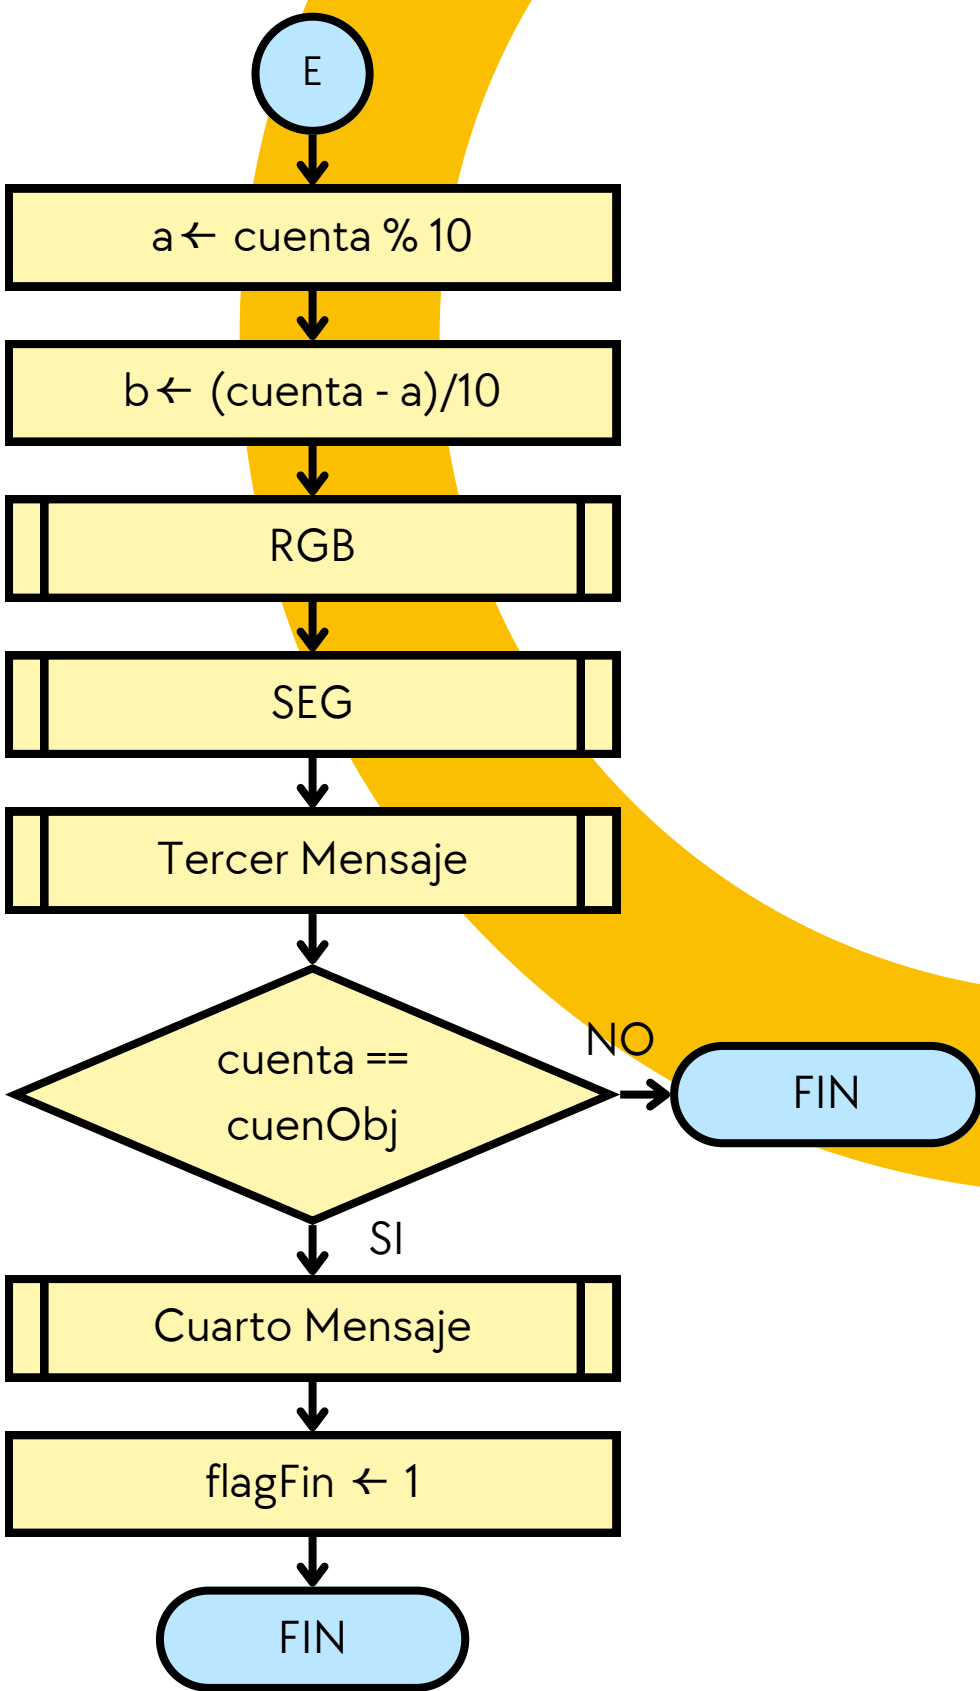 E
a ← cuenta % 10
b ← (cuenta - a)/10
RGB
SEG
Tercer Mensaje
cuenta ==
cuenObj
NO
FIN
SI
Cuarto Mensaje
flagFin ← 1
FIN